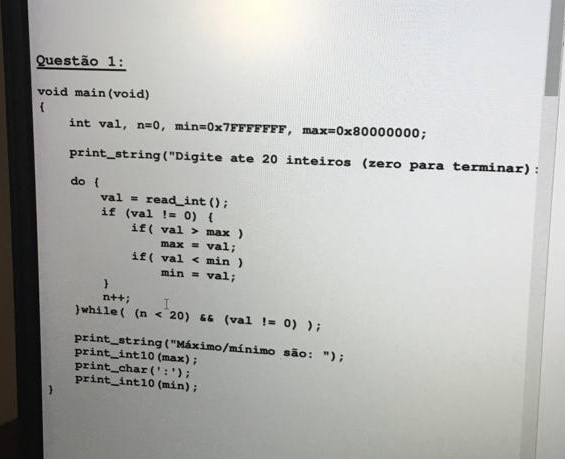 Questão 1:
void main(void)
{
int val, n=0, min=0x7FFFFFFF, max=0x80000000;
print_string("Digite ate 20 inteiros (zero para terminar):
do {
val = read_int();
if (val != 0) {
if( val > max )
max = val;
if( val < min )
min = val;
}
n++;
}while( (n < 20) && (val != 0) );
print_string("Máximo/mínimo são: ");
print_int10(max);
print_char(':');
print_int10(min);
}